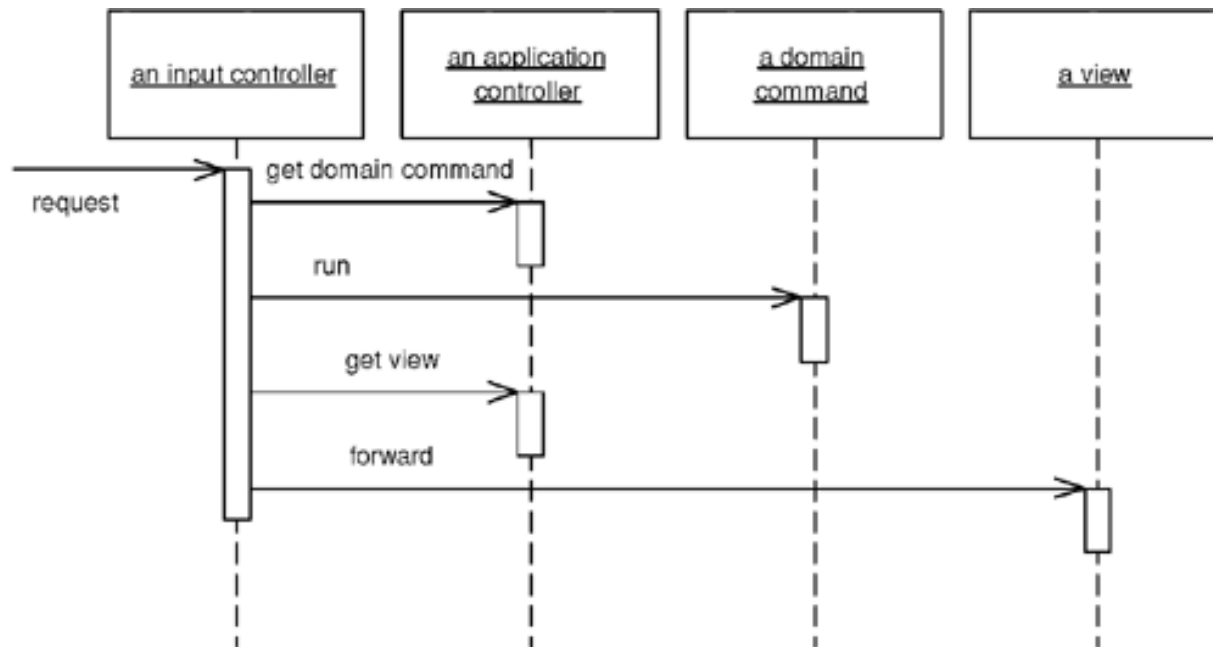 an input controller
an application
controller
a domain
command
a view
request
get domain command
run
get view
forward